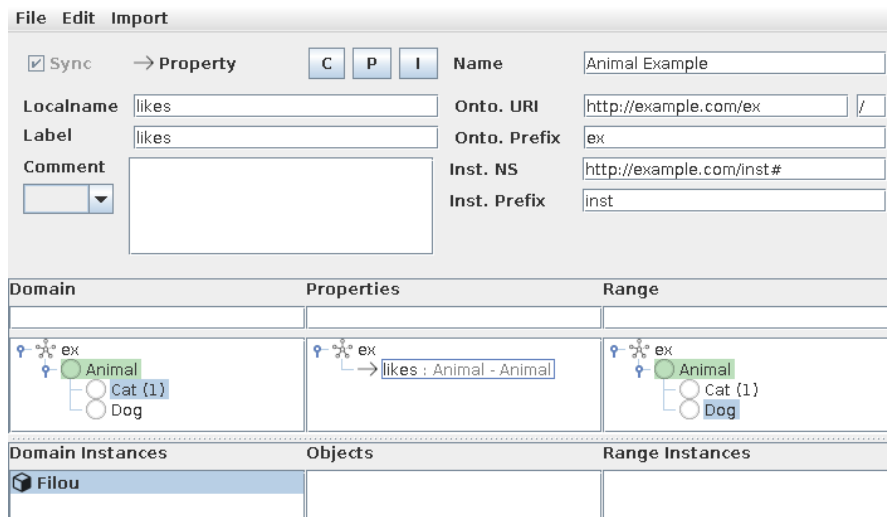 File Edit Import
Sync Property C P I Name Animal Example
Localname likes Onto. URI http://example.com/ex /
Label likes Onto. Prefix ex
Comment Inst. NS http://example.com/inst#
Inst. Prefix inst
Domain Properties Range
ex ex ex
Animal likes : Animal - Animal Animal
Cat (1) Cat (1)
Dog Dog
Domain Instances Objects Range Instances
Filou